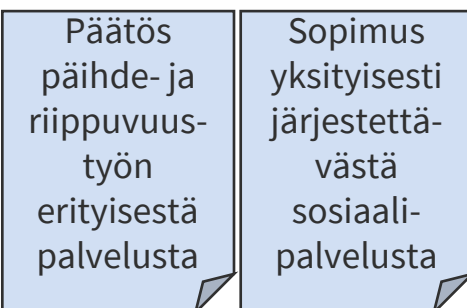 Päätös
päihde- ja
riippuvuus-
työn
erityisestä
palvelusta
Sopimus
yksityisesti
järjestettä-
västä
sosiaali-
palvelusta